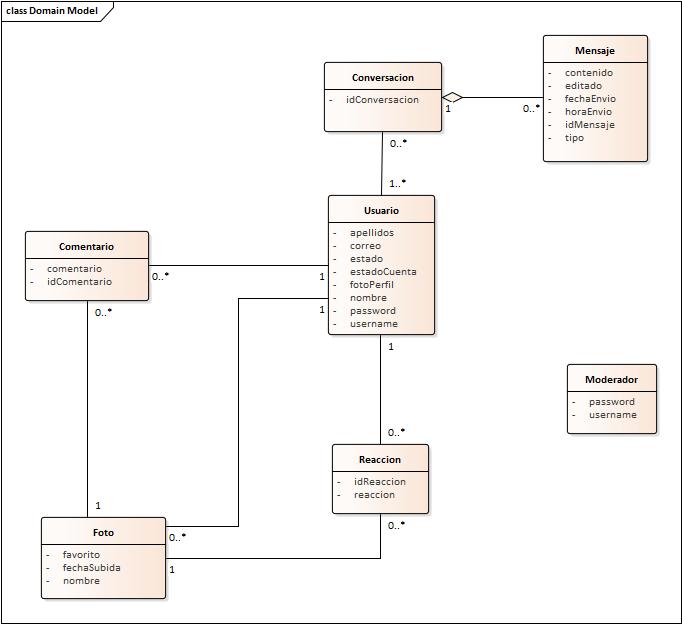 class Domain Model
Mensaje
- contenido
- editado
- fechaEnvio
- horaEnvio
- idMensaje
- tipo
Conversacion
- idConversacion
1
0..*
0..*
1..*
Usuario
- apellidos
- correo
- estado
- estadoCuenta
- fotoPerfil
- nombre
- password
- username
Comentario
- comentario
- idComentario
0..*
1
0..*
1
1
0..*
Moderador
- password
- username
Reaccion
- idReaccion
- reaccion
0..*
1
Foto
- favorito
- fechaSubida
- nombre
0..*
1